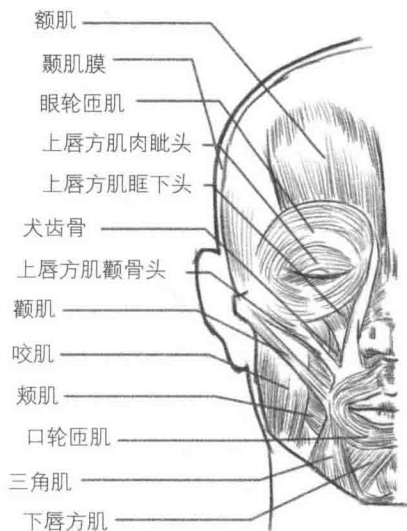 额肌
颞肌膜
眼轮匝肌
上唇方肌肉眦头
上唇方肌眶下头
犬齿骨
上唇方肌颧骨头
颧肌
咬肌
颊肌
口轮匝肌
三角肌
下唇方肌